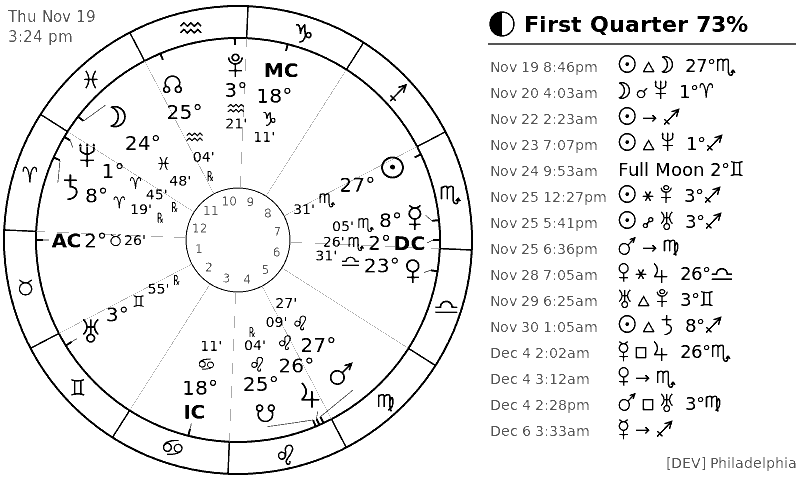 Thu Nov 19
3:24 pm
First Quarter 73%
Nov 19 8:46pm ☉ △ ☽ 27°♏
Nov 20 4:03am ☽ ☌ ♆ 1°♈
Nov 22 2:23am ☉ → ♐
Nov 23 7:07pm ☉ △ ♆ 1°♐
Nov 24 9:53am Full Moon 2°♊
Nov 25 12:27pm ☉ ⚹ ⯓ 3°♐
Nov 25 5:41pm ☉ ☍ ♅ 3°♐
Nov 25 6:36pm ♂ → ♍
Nov 28 7:05am ♀ ⚹ ♃ 26°♎
Nov 29 6:25am ♅ △ ⯓ 3°♊
Nov 30 1:05am ☉ △ ♄ 8°♐
Dec 4 2:02am ☿ □ ♃ 26°♏
Dec 4 3:12am ♀ → ♏
Dec 4 2:28pm ♂ □ ♅ 3°♍
Dec 6 3:33am ☿ → ♐
[DEV] Philadelphia
♒ ♑ ♐ ♏ ♎ ♍ ♌ ♋ ♊ ♉ ♈ ♓
⯓ 3° ♒ 21'
MC 18° ♑ 11'
☊ 25° ♒ 04' ℞
☽ 24° ♓ 48'
♆ 1° ♈ 45' ℞
♄ 8° ♈ 19' ℞
AC 2° ♉ 26'
♅ 3° ♊ 55' ℞
IC 18° ♋ 11'
☋ 25° ♌ 04' ℞
♃ 26° ♌ 09'
♂ 27° ♌ 27'
♀ 23° ♎ 31'
DC 2° ♏ 26'
☿ 8° ♏ 05'
☉ 27° ♏ 31'
1 2 3 4 5 6 7 8 9 10 11 12